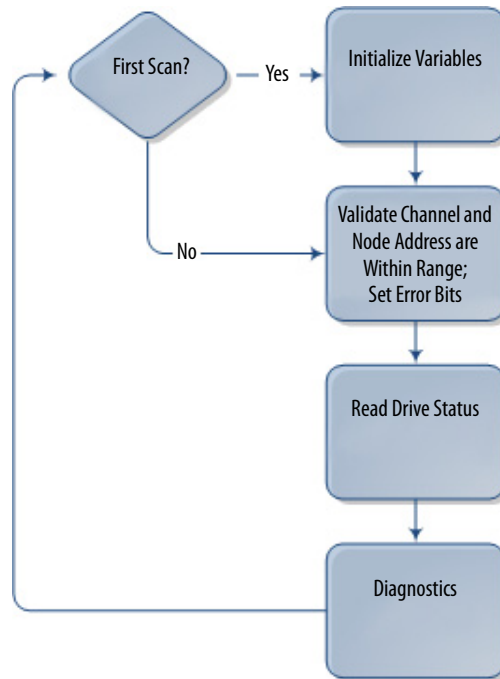 First Scan?
Yes
Initialize Variables
No
Validate Channel and
Node Address are
Within Range;
Set Error Bits
Read Drive Status
Diagnostics